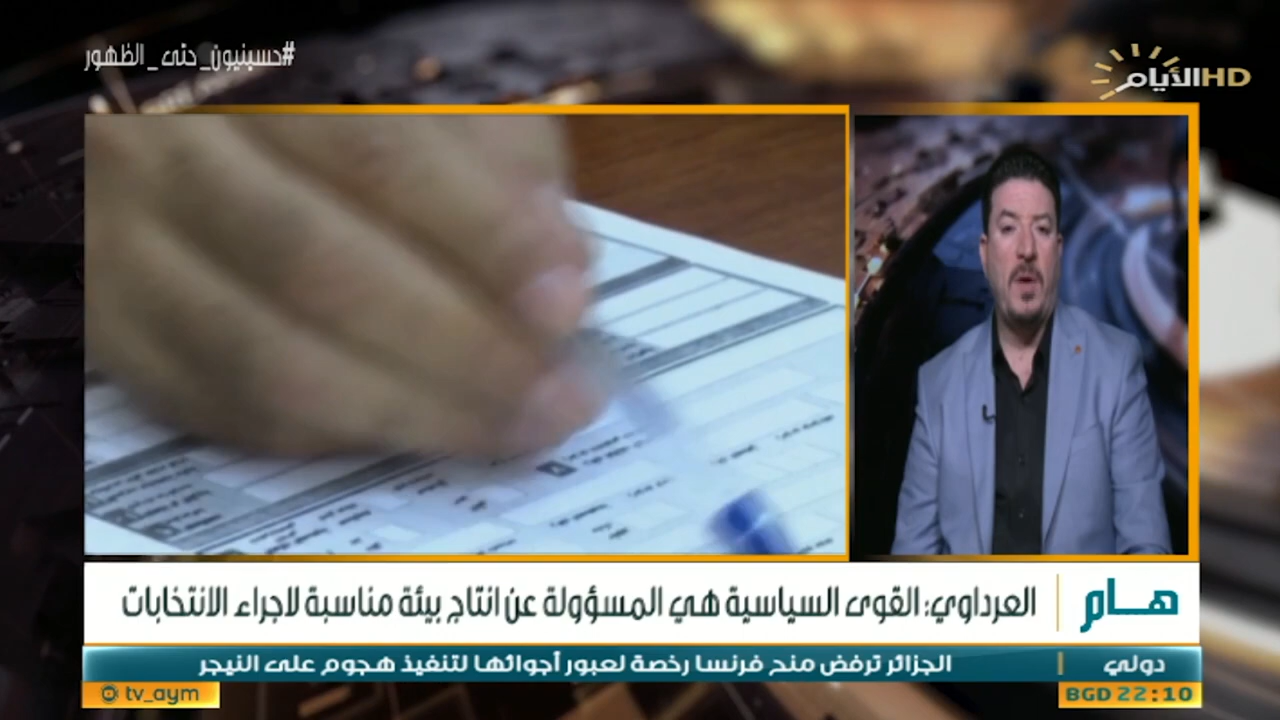 #حسينيون_حتى_الظهور
الأيام HD
هام
العرداوي: القوى السياسية هي المسؤولة عن انتاج بيئة مناسبة لاجراء الانتخابات
دولي
الجزائر ترفض منح فرنسا رخصة لعبور أجوائها لتنفيذ هجوم على النيجر
tv_aym
BGD 22:10